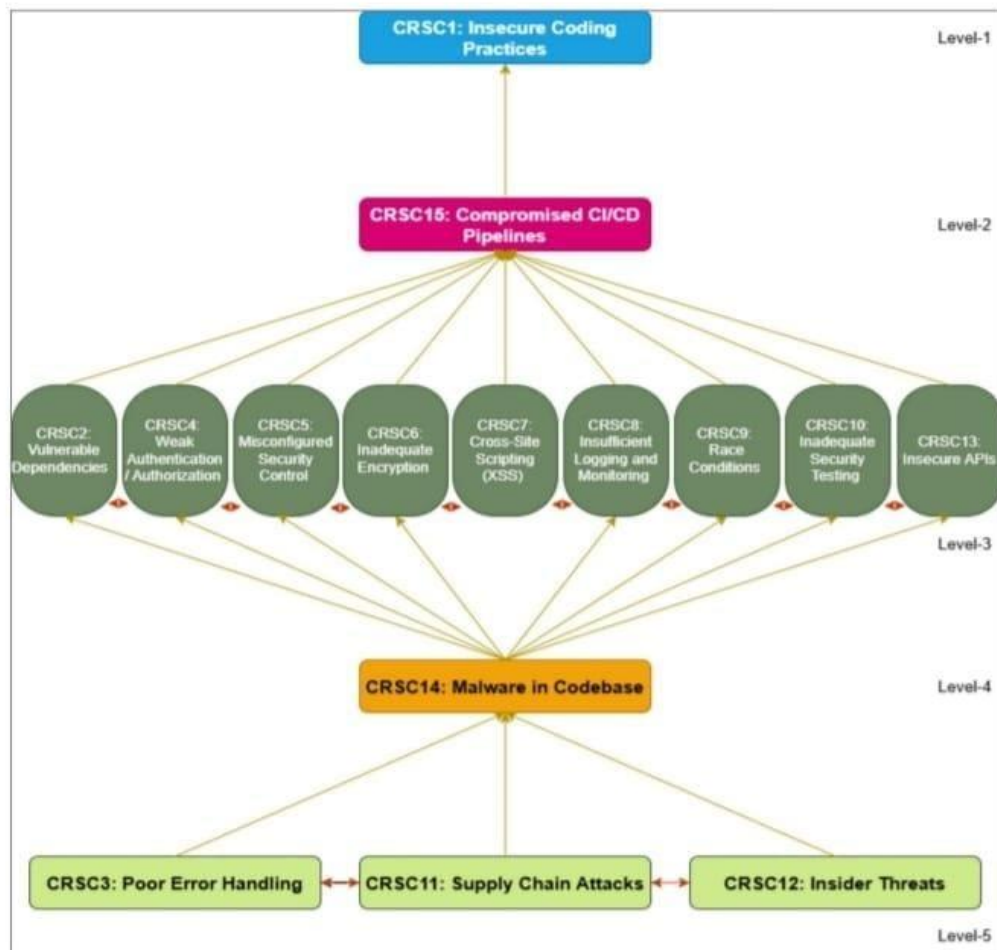 CRSC1: Insecure Coding
Practices
Level-1
CRSC15: Compromised CI/CD
Pipelines
Level-2
CRSC2:
Vulnerable
Dependencies
CRSC4:
Weak
Authentication
/ Authorization
CRSC5:
Misconfigured
Security
Control
CRSC6:
Inadequate
Encryption
CRSC7:
Cross-Site
Scripting
(XSS)
CRSC8:
Insufficient
Logging and
Monitoring
CRSC9:
Race
Conditions
CRSC10:
Inadequate
Security
Testing
CRSC13:
Insecure APIs
Level-3
CRSC14: Malware in Codebase
Level-4
CRSC3: Poor Error Handling
CRSC11: Supply Chain Attacks
CRSC12: Insider Threats
Level-5